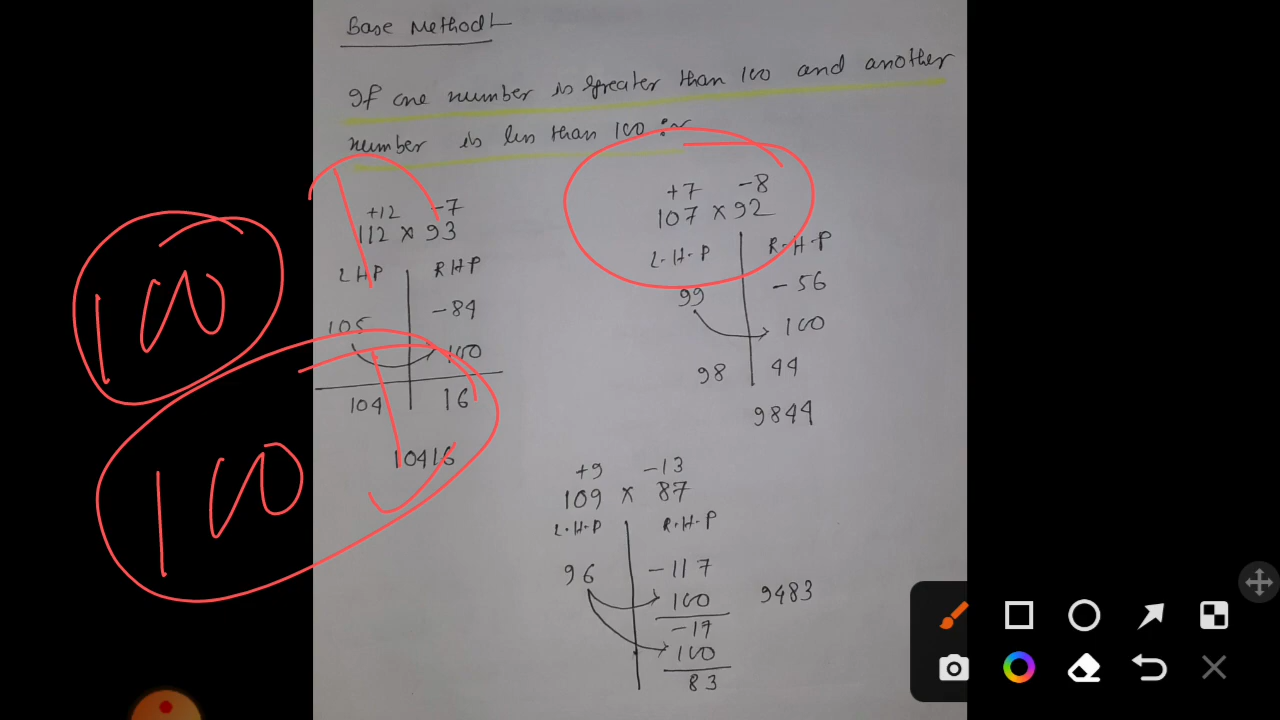 Base Method
If one number is greater than 100 and another
number is less than 100 :-
+12 -7
112 × 93
LHP RHP
-84
105
100
104 16
10416
+7 -8
107 × 92
L.H.P R.H.P
99 -56
100
98 44
9844
+9 -13
109 × 87
L.H.P R.H.P
96 -117
100
-17
100
83
9483
100
100